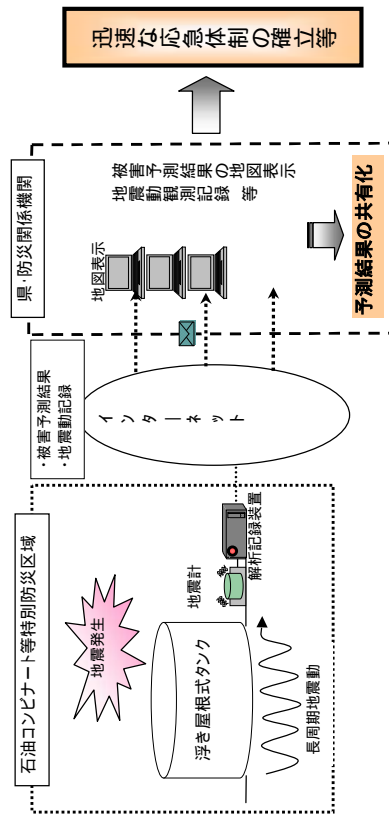 石油コンビナート等特別防災区域
地震発生
浮き屋根式タンク
長周期地震動
地震計
解析記録装置
・被害予測結果
・地震動記録
インターネット
県・防災関係機関
地図表示
被害予測結果の地図表示
地震動観測記録 等
予測結果の共有化
迅速な応急体制の確立等